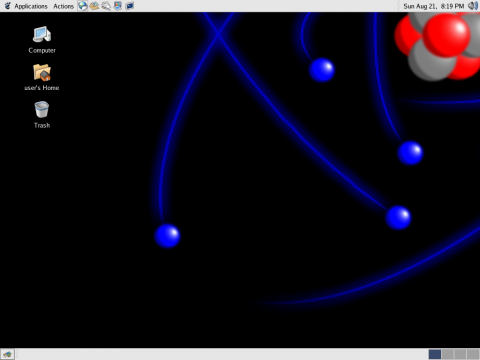 Applications Actions Sun Aug 21, 8:19 PM
Computer
user's Home
Trash